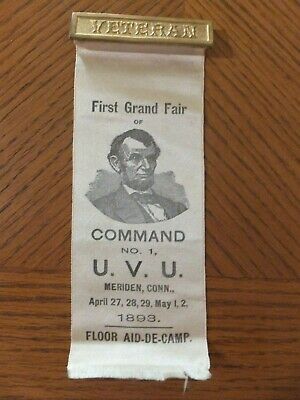 VETERAN
First Grand Fair
OF
COMMAND
NO. 1,
U. V. U.
MERIDEN, CONN.,
April 27, 28, 29, May 1, 2.
1893.
FLOOR AID-DE-CAMP.